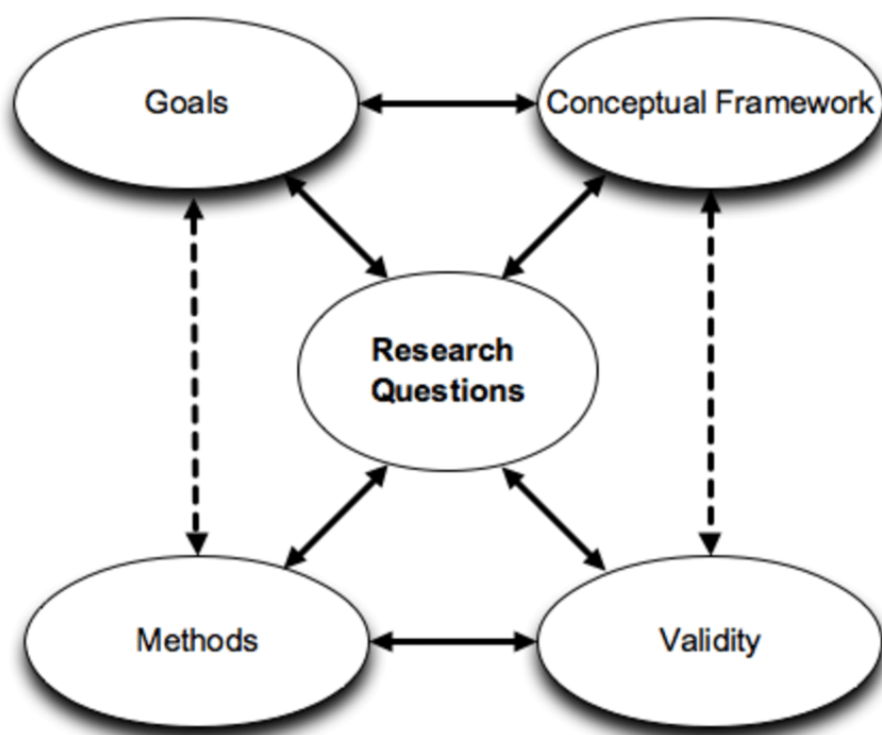 Goals
Conceptual Framework
Research
Questions
Methods
Validity